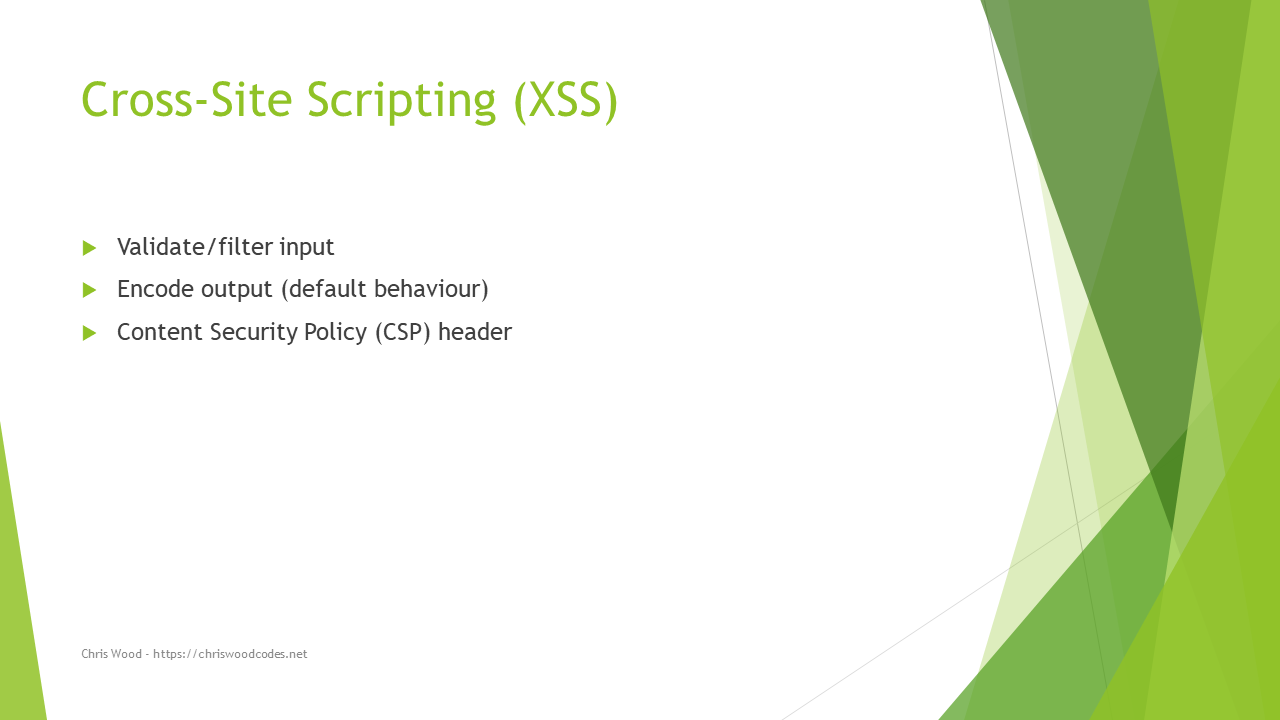 Cross-Site Scripting (XSS)
Validate/filter input
Encode output (default behaviour)
Content Security Policy (CSP) header
Chris Wood - https://chriswoodcodes.net